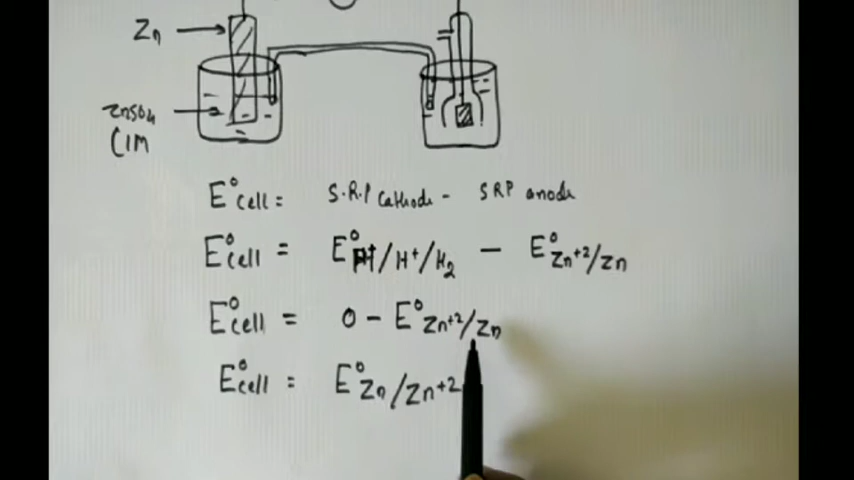 Zn
ZnSO4
(1M
E°cell = S.R.P Cathode - SRP anode
E°cell = E°Pt/H+/H2 - E°Zn+2/Zn
E°cell = 0 - E°Zn+2/Zn
E°cell = E°Zn/Zn+2